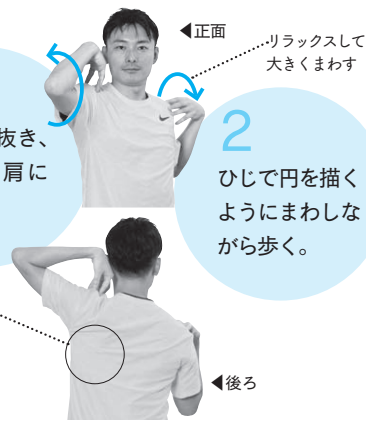 ◀正面
リラックスして
大きくまわす
抜き、
肩に
2
ひじで円を描く
ようにまわしな
がら歩く。
◀後ろ